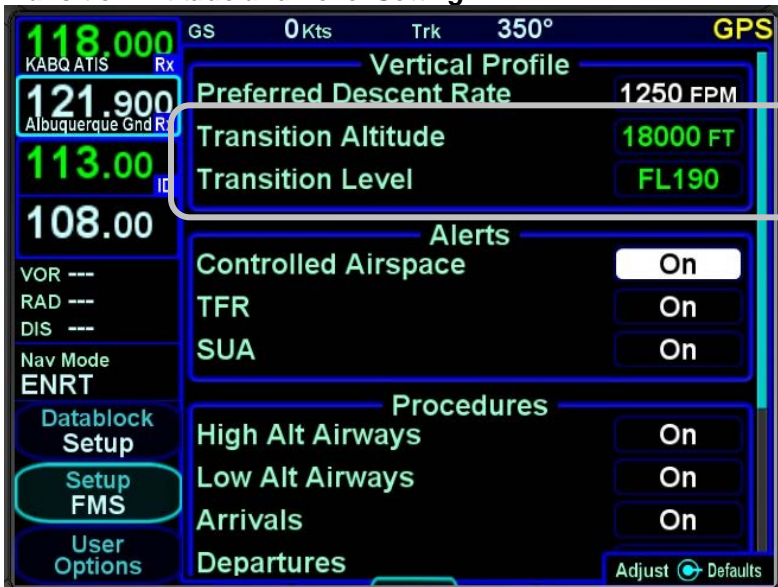 118.000
KABQ ATIS Rx
121.900
Albuquerque Gnd Rx
113.00 ID
108.00
VOR ---
RAD ---
DIS ---
Nav Mode
ENRT
Datablock
Setup
Setup
FMS
User
Options
GS 0Kts Trk 350° GPS
Vertical Profile
Preferred Descent Rate 1250 FPM
Transition Altitude 18000 FT
Transition Level FL190
Alerts
Controlled Airspace On
TFR On
SUA On
Procedures
High Alt Airways On
Low Alt Airways On
Arrivals On
Departures
Adjust Defaults